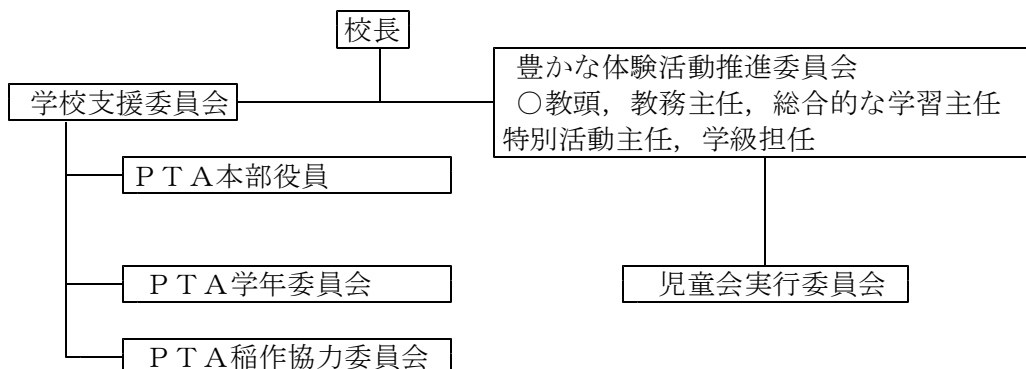 校長
学校支援委員会
豊かな体験活動推進委員会
○教頭，教務主任，総合的な学習主任
特別活動主任，学級担任
ＰＴＡ本部役員
ＰＴＡ学年委員会
児童会実行委員会
ＰＴＡ稲作協力委員会